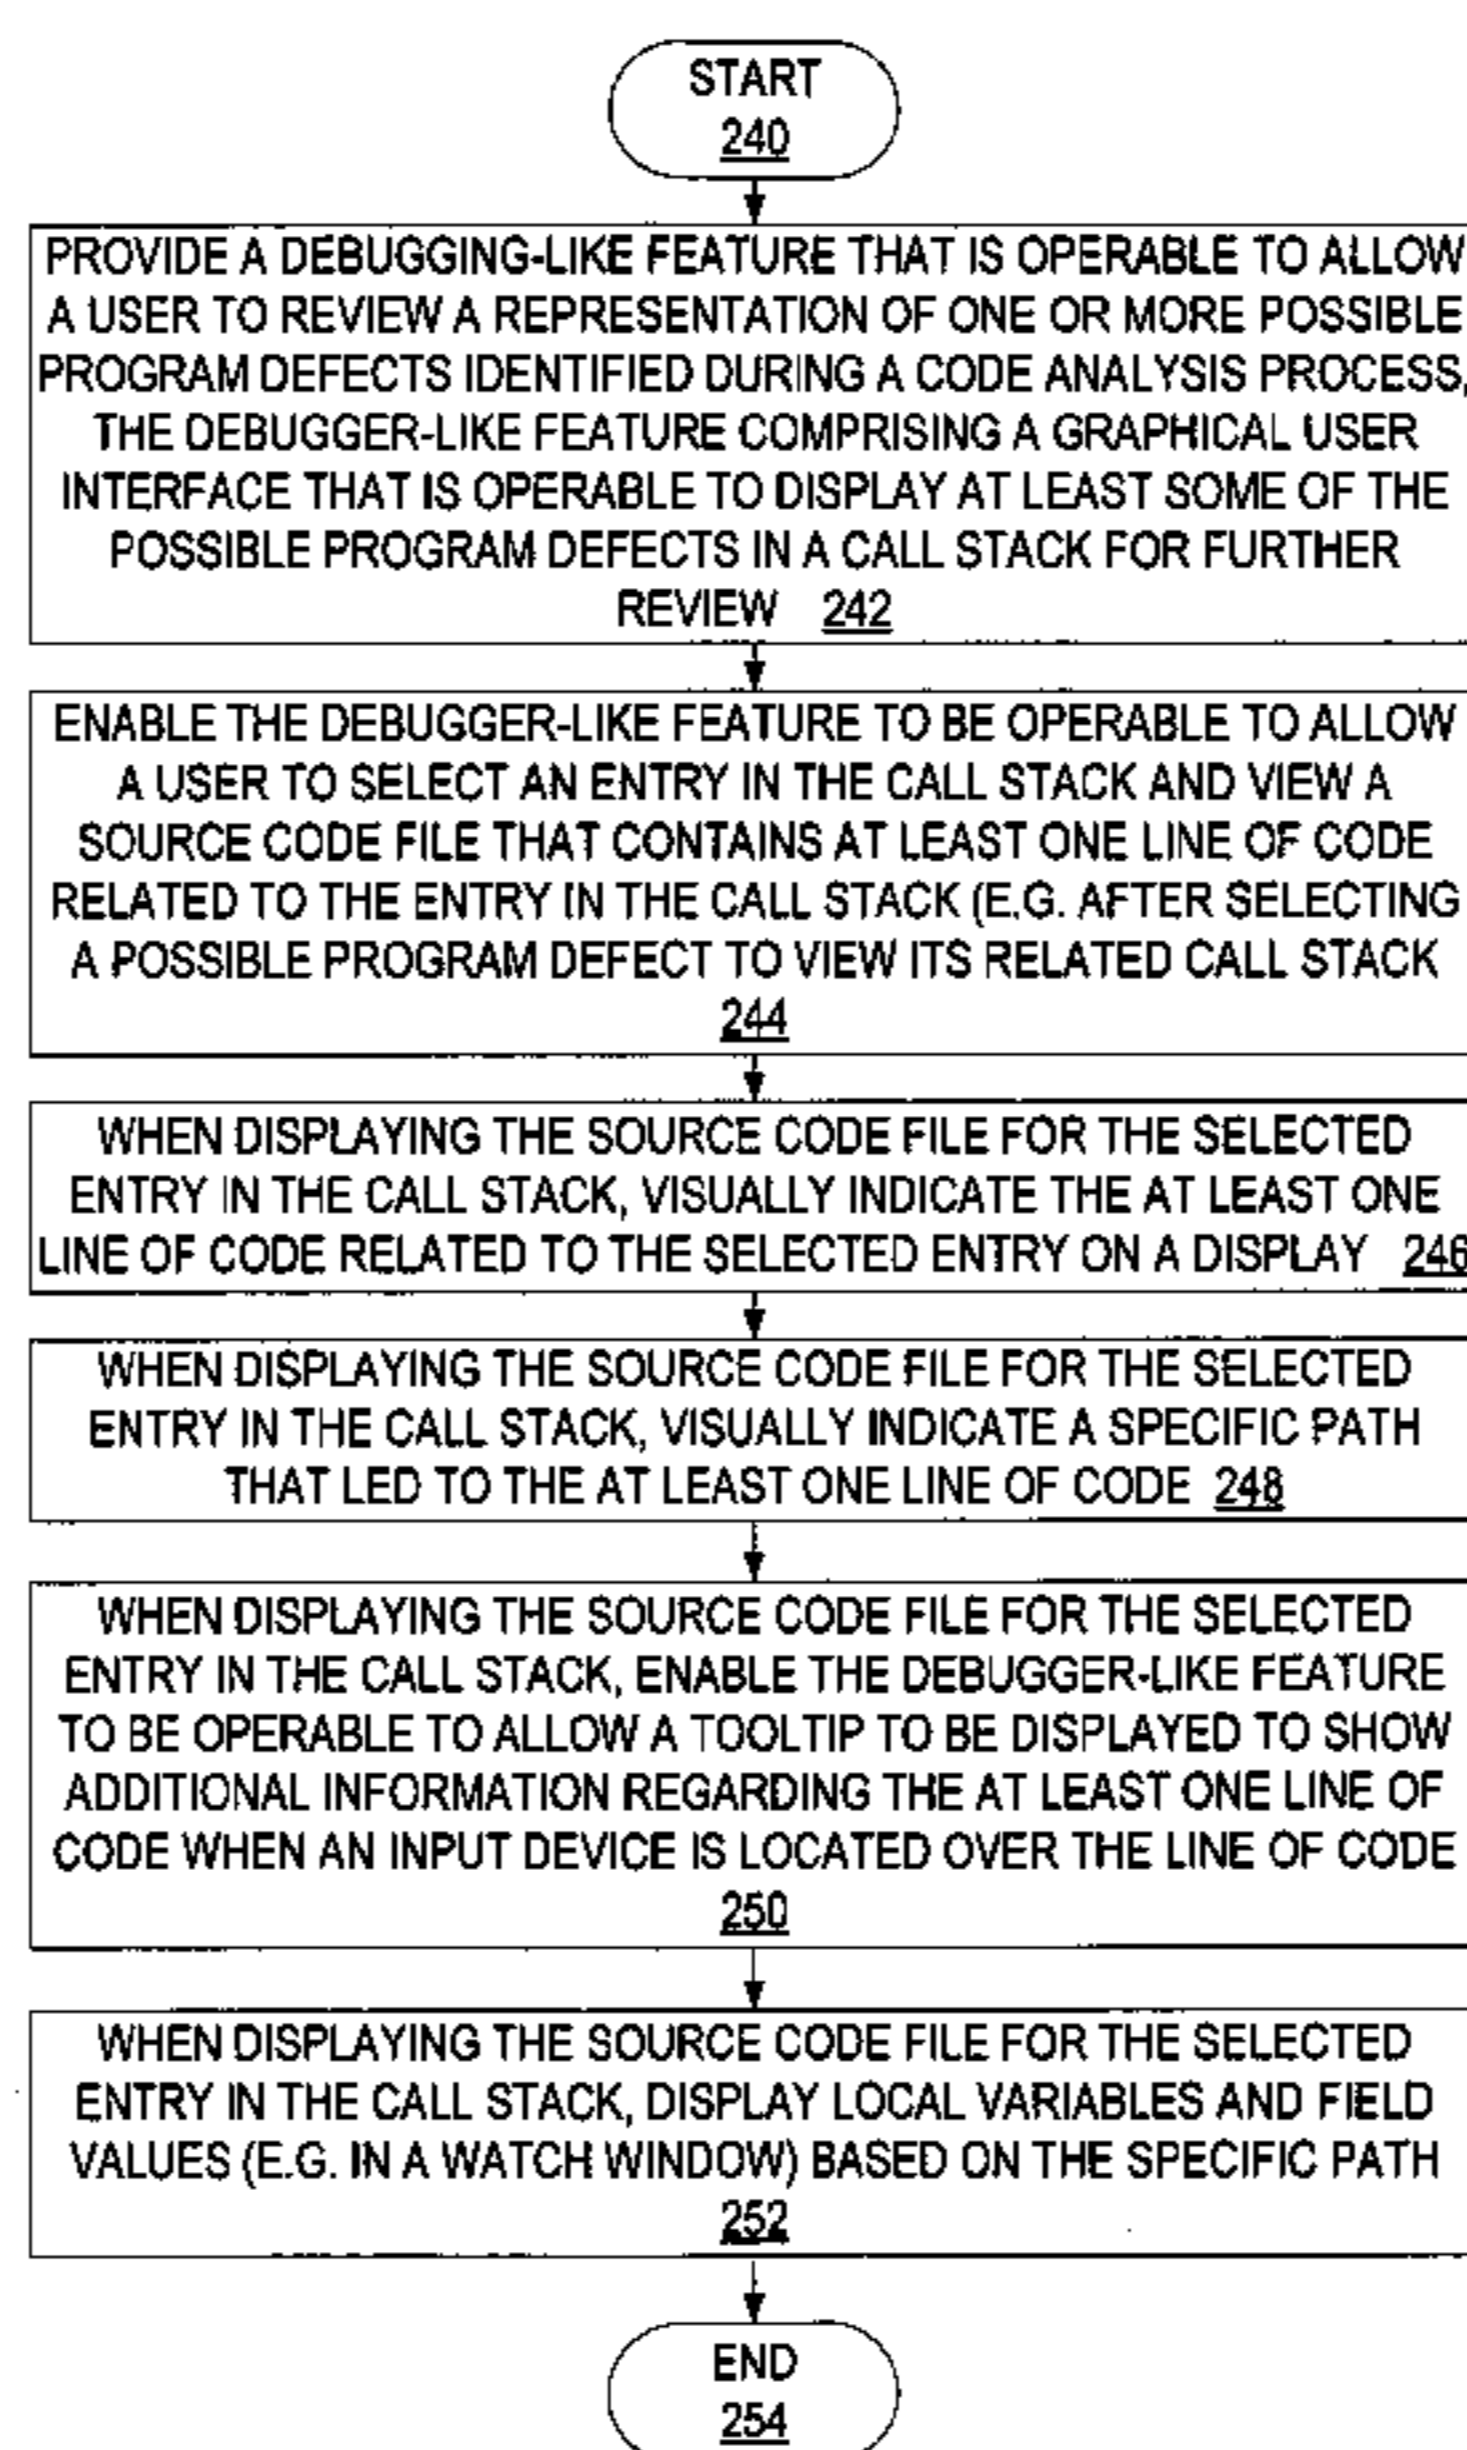 START
240
PROVIDE A DEBUGGING-LIKE FEATURE THAT IS OPERABLE TO ALLOW
A USER TO REVIEW A REPRESENTATION OF ONE OR MORE POSSIBLE
PROGRAM DEFECTS IDENTIFIED DURING A CODE ANALYSIS PROCESS,
THE DEBUGGER-LIKE FEATURE COMPRISING A GRAPHICAL USER
INTERFACE THAT IS OPERABLE TO DISPLAY AT LEAST SOME OF THE
POSSIBLE PROGRAM DEFECTS IN A CALL STACK FOR FURTHER
REVIEW 242
ENABLE THE DEBUGGER-LIKE FEATURE TO BE OPERABLE TO ALLOW
A USER TO SELECT AN ENTRY IN THE CALL STACK AND VIEW A
SOURCE CODE FILE THAT CONTAINS AT LEAST ONE LINE OF CODE
RELATED TO THE ENTRY IN THE CALL STACK (E.G. AFTER SELECTING
A POSSIBLE PROGRAM DEFECT TO VIEW ITS RELATED CALL STACK
244
WHEN DISPLAYING THE SOURCE CODE FILE FOR THE SELECTED
ENTRY IN THE CALL STACK, VISUALLY INDICATE THE AT LEAST ONE
LINE OF CODE RELATED TO THE SELECTED ENTRY ON A DISPLAY 246
WHEN DISPLAYING THE SOURCE CODE FILE FOR THE SELECTED
ENTRY IN THE CALL STACK, VISUALLY INDICATE A SPECIFIC PATH
THAT LED TO THE AT LEAST ONE LINE OF CODE 248
WHEN DISPLAYING THE SOURCE CODE FILE FOR THE SELECTED
ENTRY IN THE CALL STACK, ENABLE THE DEBUGGER-LIKE FEATURE
TO BE OPERABLE TO ALLOW A TOOLTIP TO BE DISPLAYED TO SHOW
ADDITIONAL INFORMATION REGARDING THE AT LEAST ONE LINE OF
CODE WHEN AN INPUT DEVICE IS LOCATED OVER THE LINE OF CODE
250
WHEN DISPLAYING THE SOURCE CODE FILE FOR THE SELECTED
ENTRY IN THE CALL STACK, DISPLAY LOCAL VARIABLES AND FIELD
VALUES (E.G. IN A WATCH WINDOW) BASED ON THE SPECIFIC PATH
252
END
254